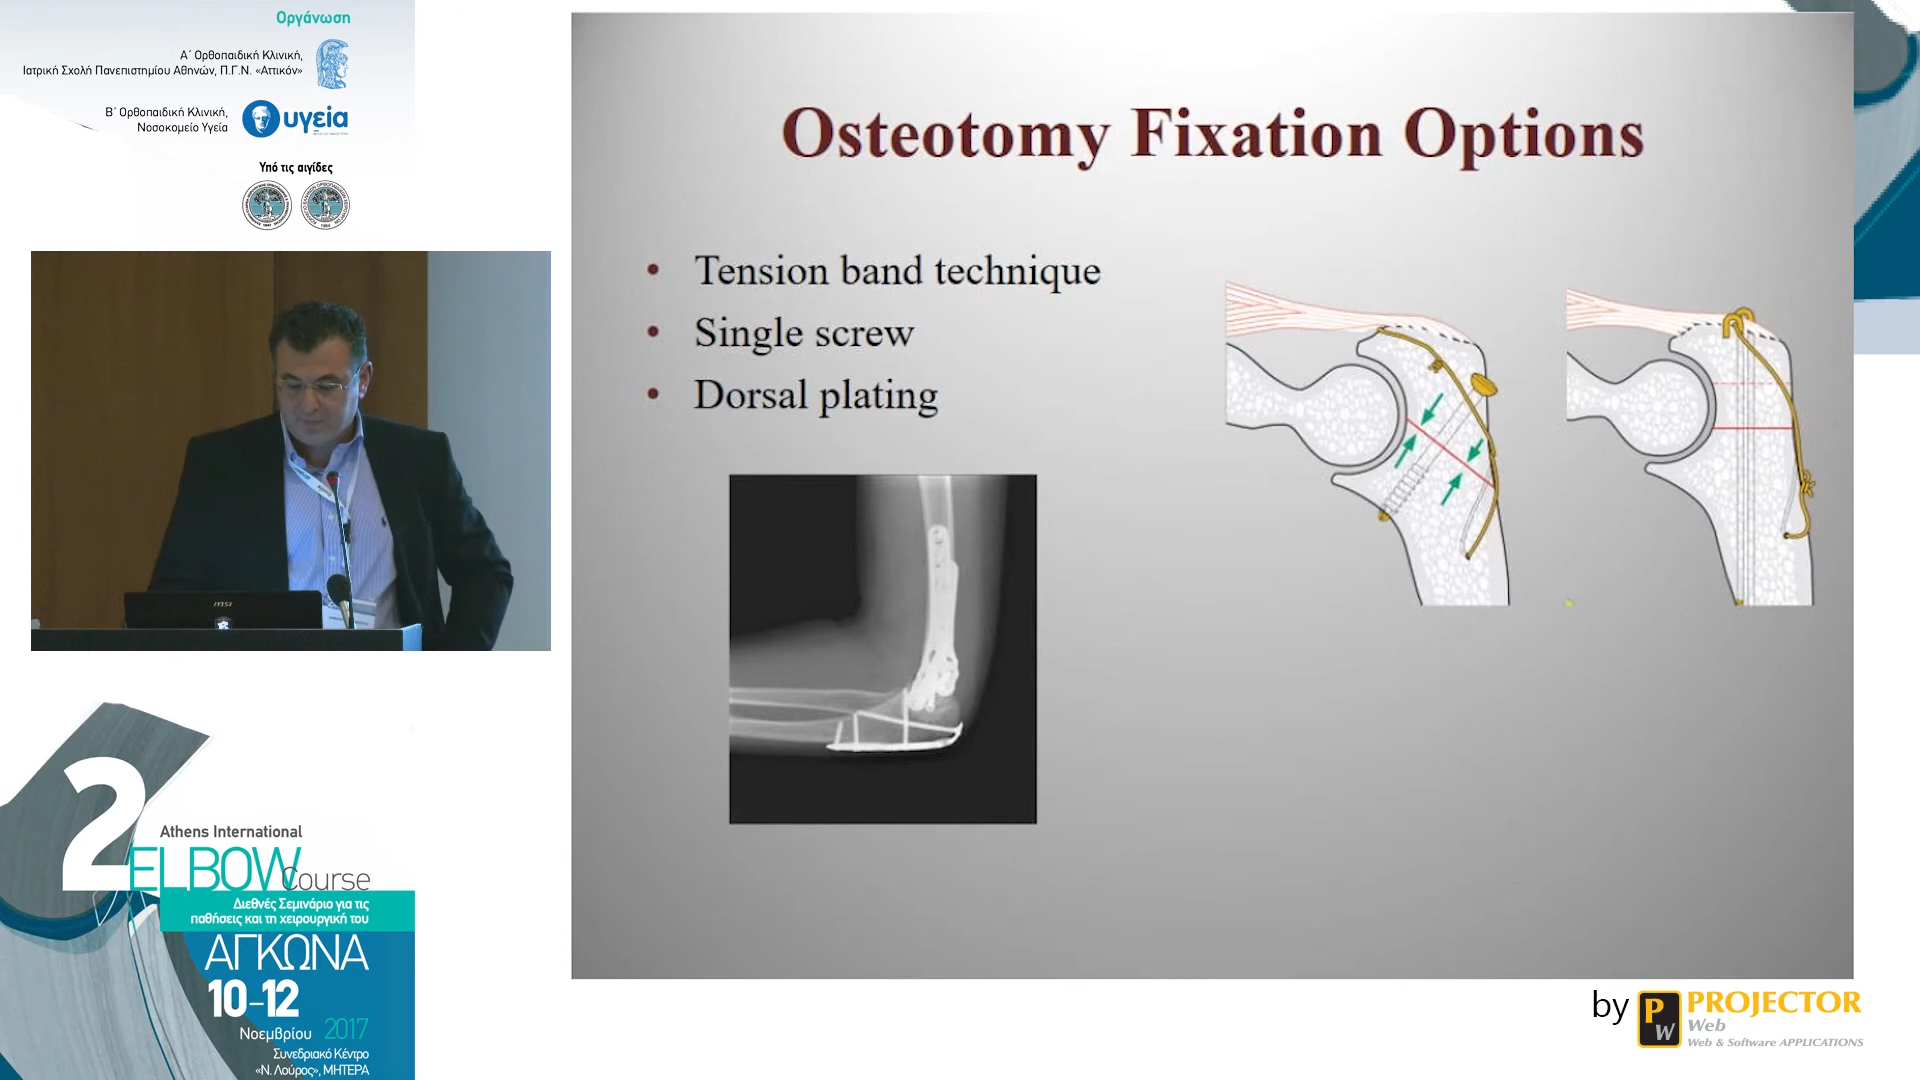 Οργάνωση
Α΄ Ορθοπαιδική Κλινική,
Ιατρική Σχολή Πανεπιστημίου Αθηνών, Π.Γ.Ν. «Αττικόν»
Β΄ Ορθοπαιδική Κλινική,
Νοσοκομείο Υγεία
υγεία
Υπό τις αιγίδες
msi
2
Athens International
ELBOW
Course
Διεθνές Σεμινάριο για τις
παθήσεις και τη χειρουργική του
ΑΓΚΩΝΑ
10-12
Νοεμβρίου 2017
Συνεδριακό Κέντρο
«Ν. Λούρος», ΜΗΤΕΡΑ
Osteotomy Fixation Options
• Tension band technique
• Single screw
• Dorsal plating
by PW PROJECTOR
Web
Web & Software APPLICATIONS